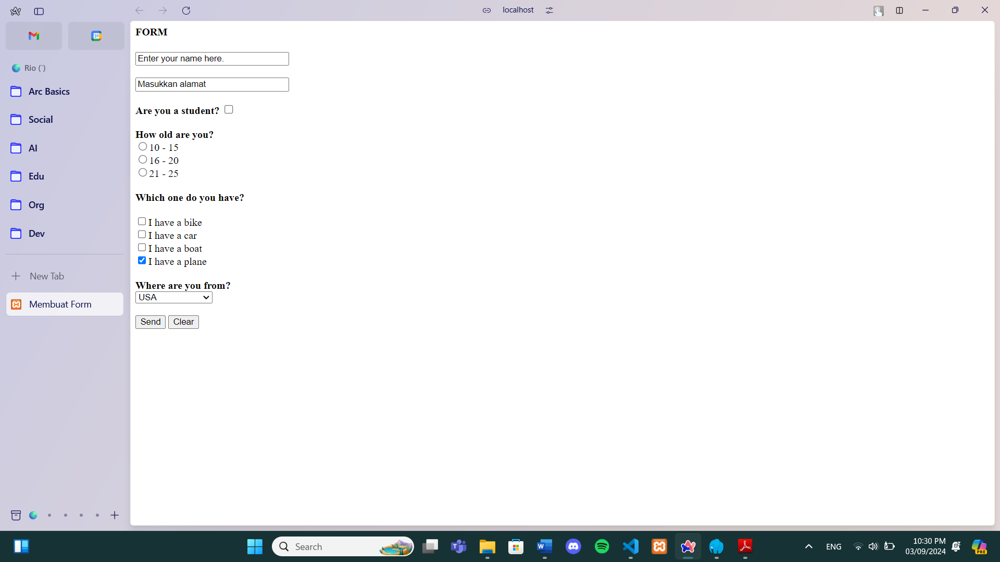 localhost
31
Rio (`)
Arc Basics
Social
AI
Edu
Org
Dev
New Tab
Membuat Form
FORM
Enter your name here.
Masukkan alamat
Are you a student?
How old are you?
10 - 15
16 - 20
21 - 25
Which one do you have?
I have a bike
I have a car
I have a boat
I have a plane
Where are you from?
USA
Send Clear
Search
ENG
10:30 PM
03/09/2024
PRE